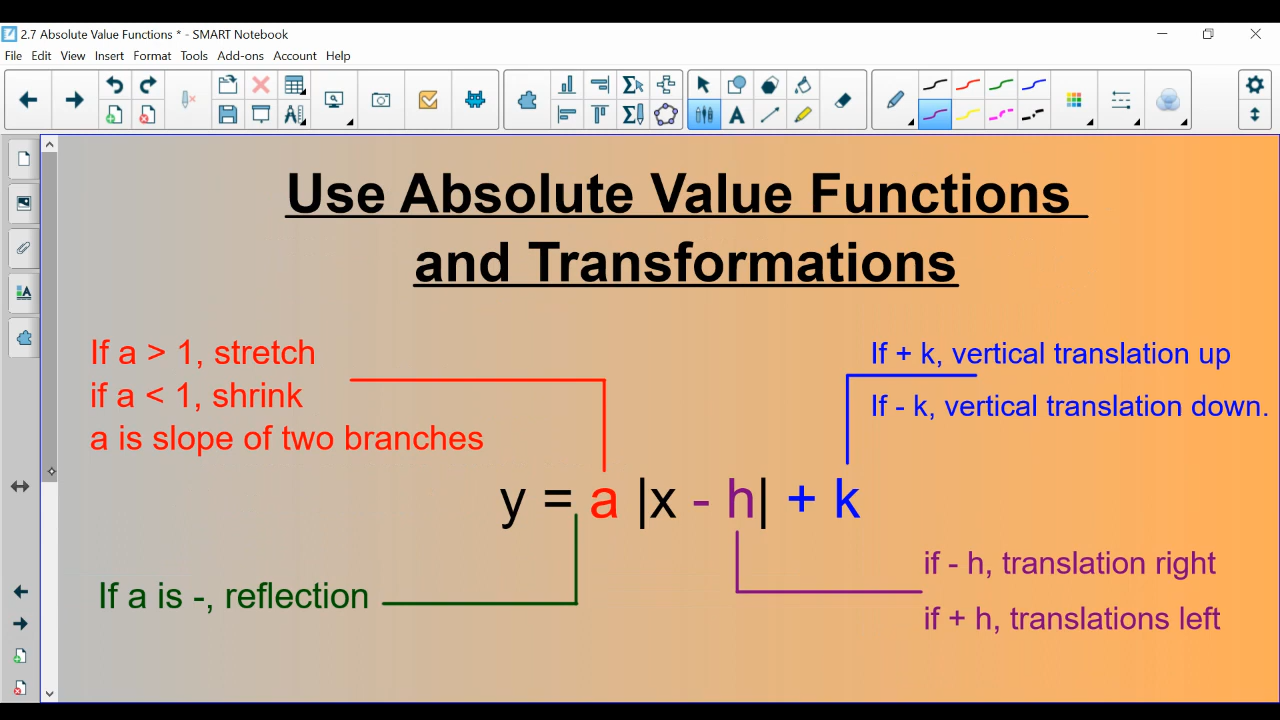 2.7 Absolute Value Functions * - SMART Notebook
File Edit View Insert Format Tools Add-ons Account Help
Use Absolute Value Functions
and Transformations
If a > 1, stretch
if a < 1, shrink
a is slope of two branches
If + k, vertical translation up
If - k, vertical translation down.
y = a |x - h| + k
If a is -, reflection
if - h, translation right
if + h, translations left